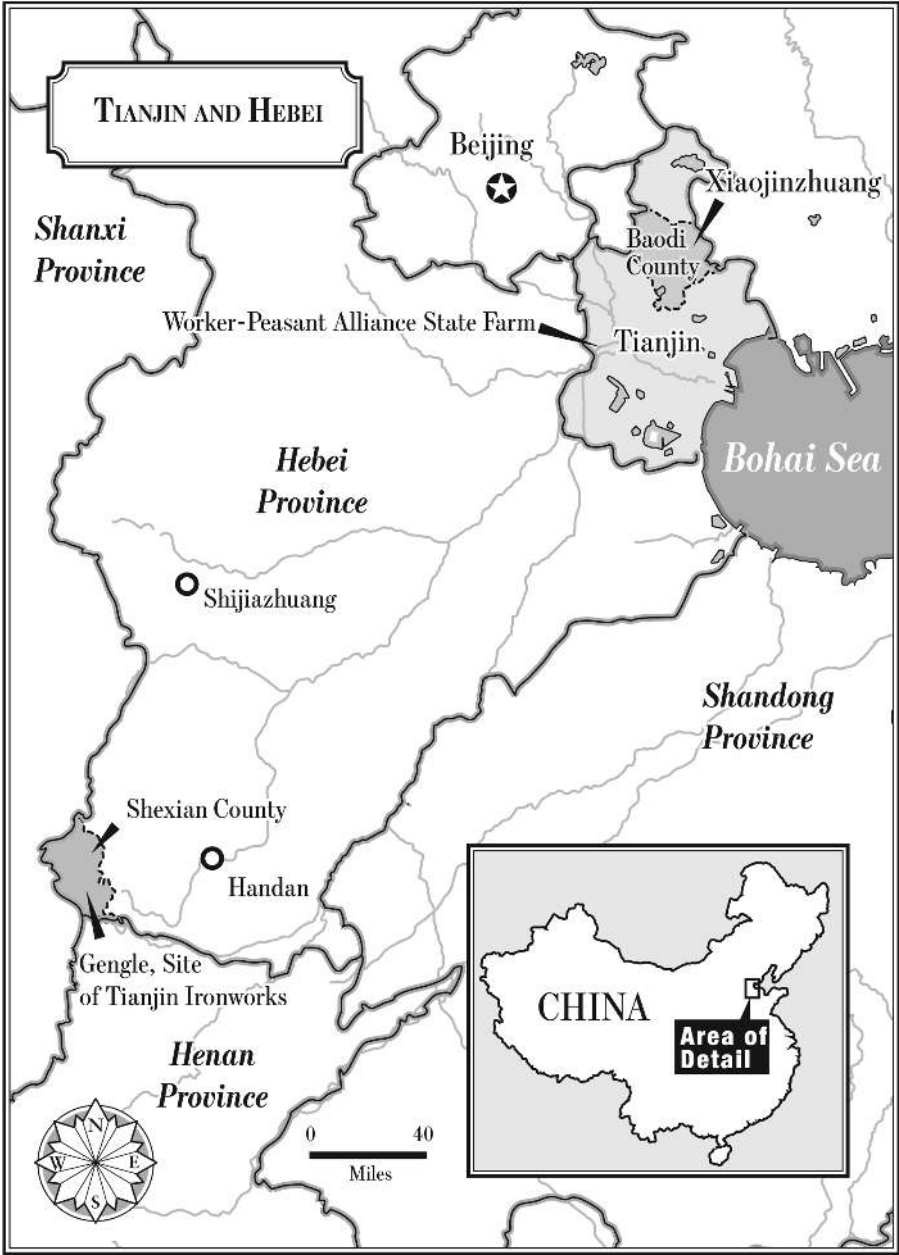 TIANJIN AND HEBEI
Beijing
Xiaojinzhuang
Shanxi
Province
Baodi
County
Worker-Peasant Alliance State Farm
Tianjin
Bohai Sea
Hebei
Province
Shijiazhuang
Shandong
Province
Shexian County
Handan
Gengle, Site
of Tianjin Ironworks
CHINA
Area of
Detail
Henan
Province
N
W
E
S
0
40
Miles